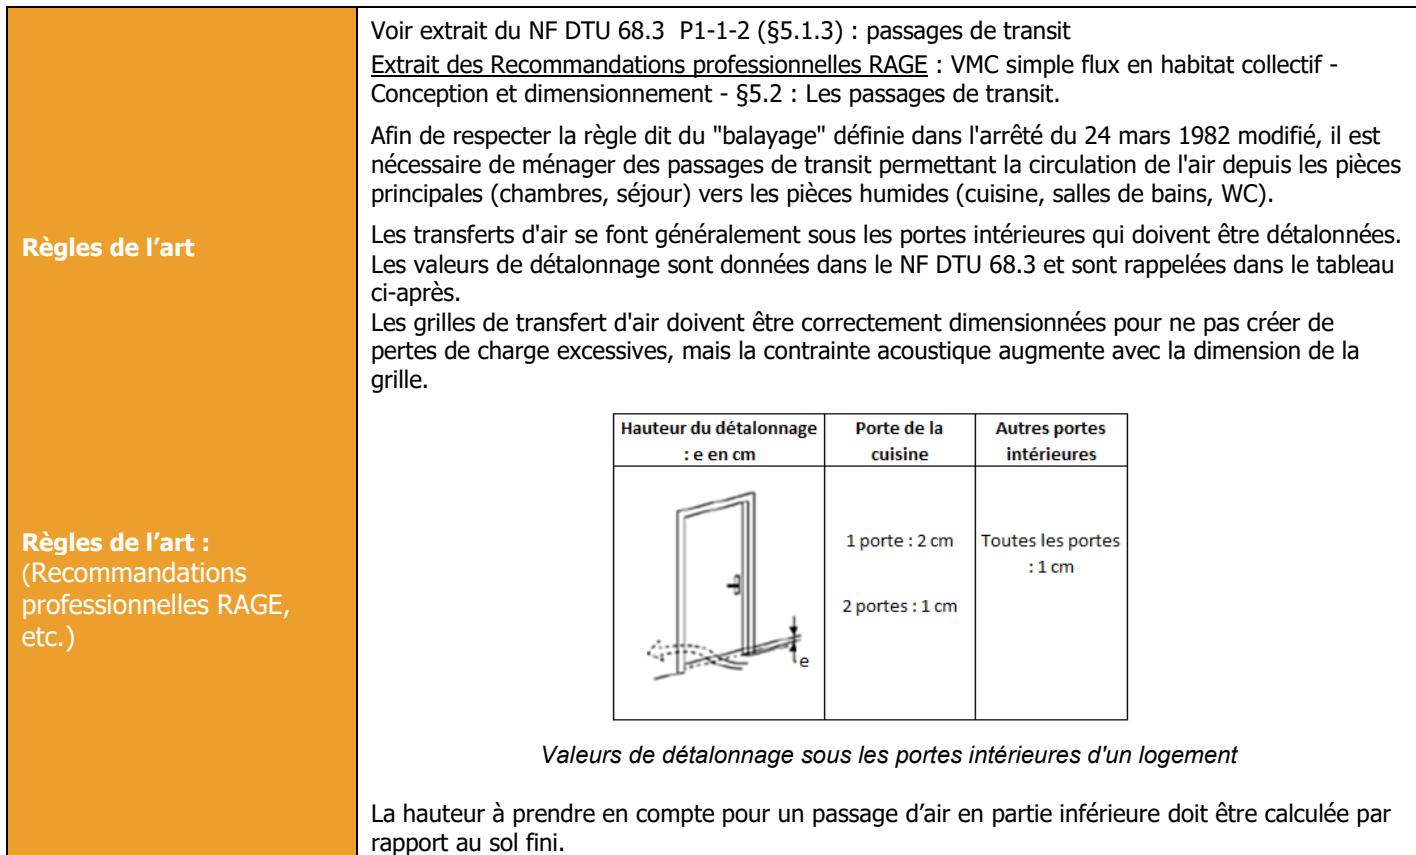 Règles de l’art
Voir extrait du NF DTU 68.3  P1-1-2 (§5.1.3) : passages de transit
Extrait des Recommandations professionnelles RAGE : VMC simple flux en habitat collectif -
Conception et dimensionnement - §5.2 : Les passages de transit.
Afin de respecter la règle dit du "balayage" définie dans l'arrêté du 24 mars 1982 modifié, il est
nécessaire de ménager des passages de transit permettant la circulation de l'air depuis les pièces
principales (chambres, séjour) vers les pièces humides (cuisine, salles de bains, WC).
Les transferts d'air se font généralement sous les portes intérieures qui doivent être détalonnées.
Les valeurs de détalonnage sont données dans le NF DTU 68.3 et sont rappelées dans le tableau
ci-après.
Les grilles de transfert d'air doivent être correctement dimensionnées pour ne pas créer de
pertes de charge excessives, mais la contrainte acoustique augmente avec la dimension de la
grille.
Règles de l’art :
(Recommandations
professionnelles RAGE,
etc.)
Hauteur du détalonnage
: e en cm
Porte de la
cuisine
Autres portes
intérieures
e
1 porte : 2 cm
2 portes : 1 cm
Toutes les portes
: 1 cm
Valeurs de détalonnage sous les portes intérieures d'un logement
La hauteur à prendre en compte pour un passage d’air en partie inférieure doit être calculée par
rapport au sol fini.